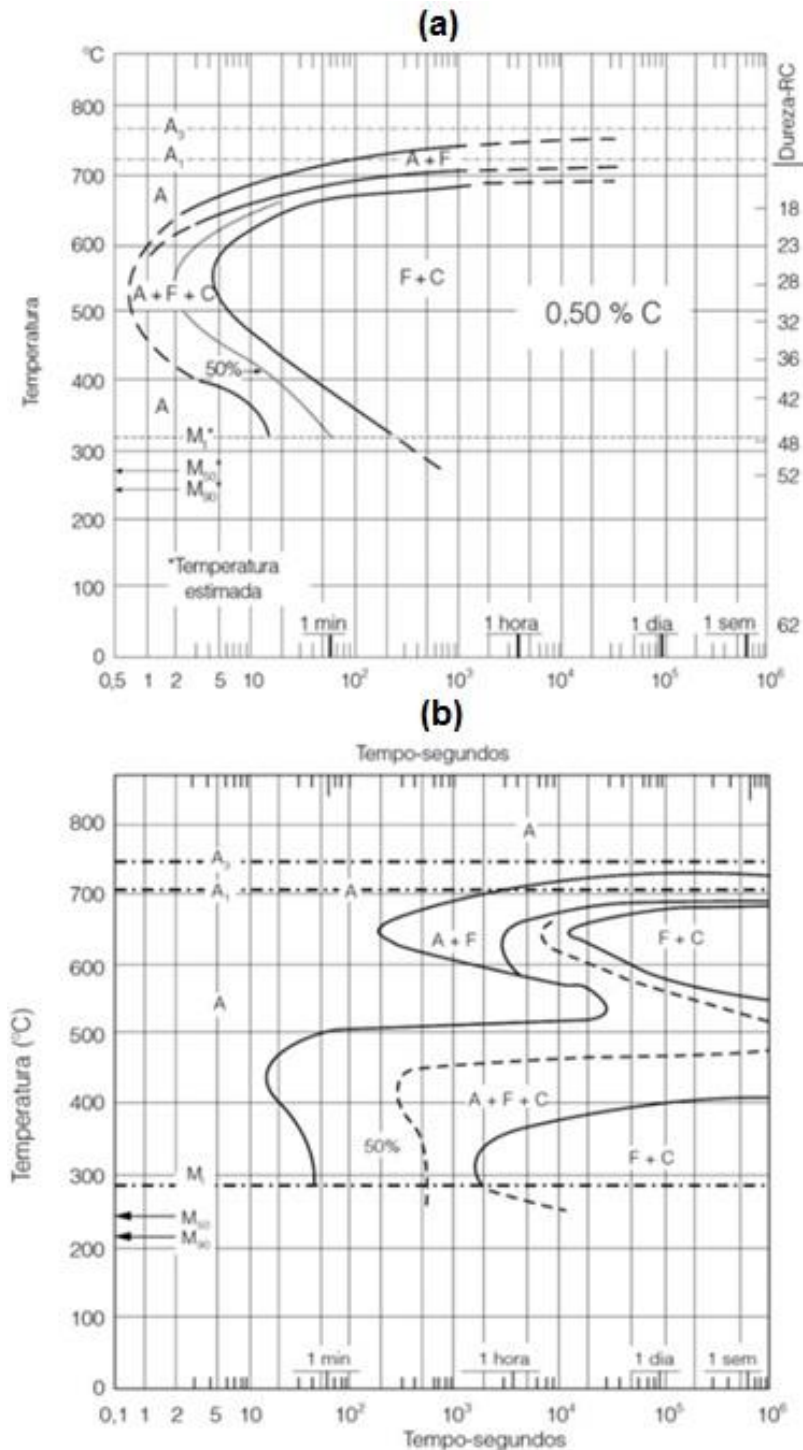 (a)
°C
Dureza-RC
800
A₃
A₁
A + F
700
A
18
600
23
F + C
A + F + C
0,50 % C
28
500
32
50%
36
400
A
42
Temperatura
300
Mᵢ*
48
M₅₀*
52
M₉₀*
200
*Temperatura
estimada
100
1 min
1 hora
1 dia
1 sem
62
0
0,5 1 2 5 10 10² 10³ 10⁴ 10⁵ 10⁶
(b)
Tempo-segundos
800
A
A₃
A₁
A
700
A + F
F + C
600
A
500
Temperatura (°C)
400
A + F + C
50%
F + C
300
Mᵢ
M₅₀
M₉₀
200
100
1 min
1 hora
1 dia
1 sem
0
0,1 1 2 5 10 10² 10³ 10⁴ 10⁵ 10⁶
Tempo-segundos